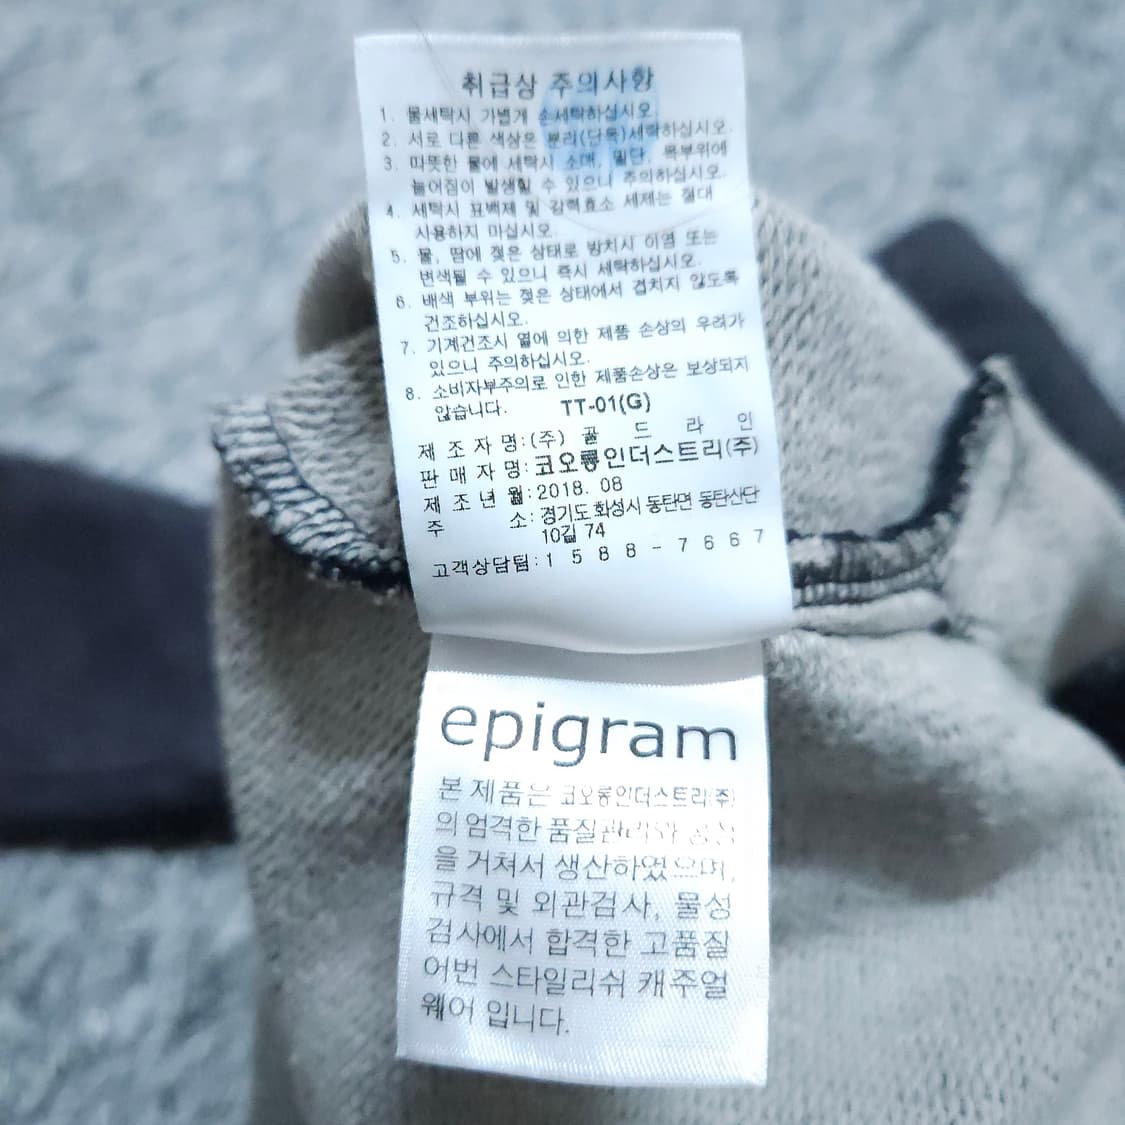 취급상 주의사항
1. 물세탁시 가볍게 손세탁하십시오.
2. 서로 다른 색상은 분리(단독)세탁하십시오.
3. 따뜻한 물에 세탁시 소매, 밑단, 목부위에
늘어짐이 발생할 수 있으니 주의하십시오.
4. 세탁시 표백제 및 강력효소 세제는 절대
사용하지 마십시오.
5. 물, 땀에 젖은 상태로 방치시 이염 또는
변색될 수 있으니 즉시 세탁하십시오.
6. 배색 부위는 젖은 상태에서 겹치지 않도록
건조하십시오.
7. 기계건조시 열에 의한 제품 손상의 우려가
있으니 주의하십시오.
8. 소비자부주의로 인한 제품손상은 보상되지
않습니다. TT-01(G)
제 조 자 명:(주) 골 드 라 인
판 매 자 명:코오롱인더스트리(주)
제 조 년 월:2018. 08
주 소:경기도 화성시 동탄면 동탄산단
10길 74
고객상담팀:1 5 8 8 - 7 6 6 7
epigram
본 제품은 코오롱인더스트리(주)
의 엄격한 품질관리와
을 거쳐서 생산하였으며,
규격 및 외관검사, 물성
검사에서 합격한 고품질
어번 스타일리쉬 캐주얼
웨어 입니다.